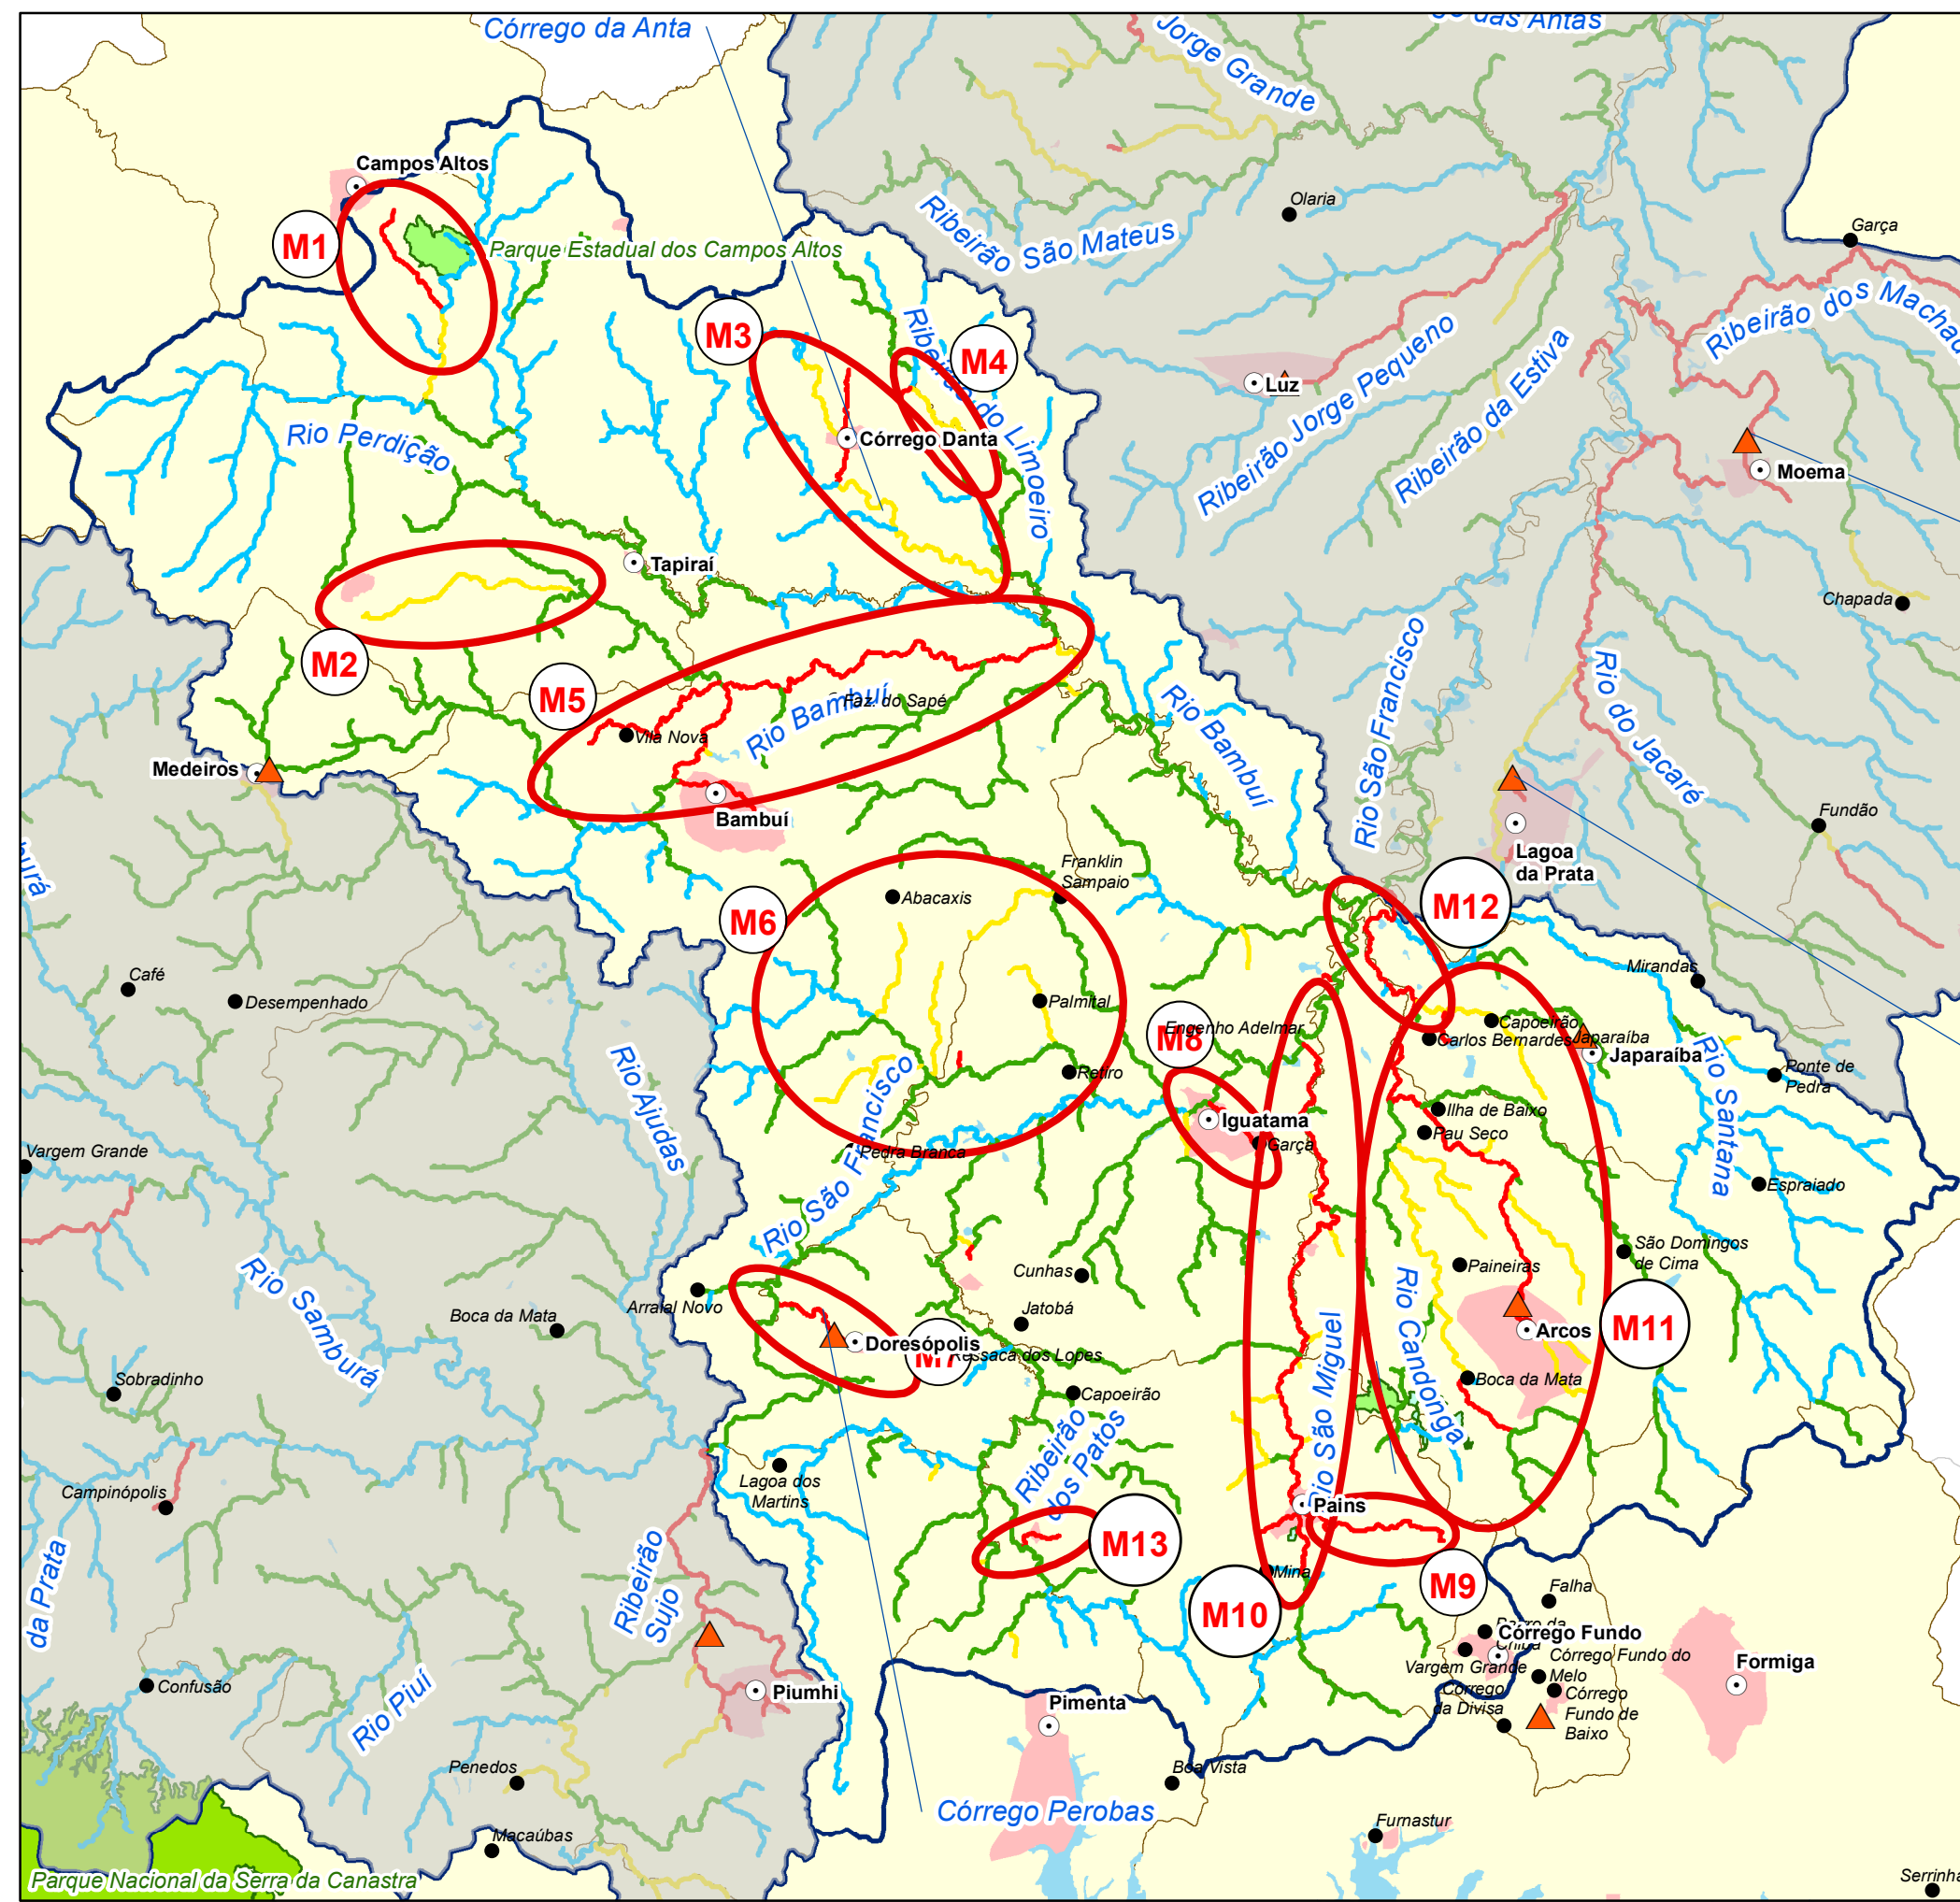 Córrego da Anta
Jorge Grande
Campos Altos
M1
Parque Estadual dos Campos Altos
Olaria
Ribeirão São Mateus
Garça
Ribeirão dos
M3
M4
Ribeirão do Limoeiro
Luz
Ribeirão Jorge Pequeno
Ribeirão da Estiva
Córrego Danta
Rio Perdição
Moema
Tapiraí
Chapada
M2
M5
Rio Bambuí
Faz. do Sapé
Vila Nova
Rio Bambuí
Rio São Francisco
Rio do Jacaré
Medeiros
Bambuí
Fundão
Lagoa
da Prata
Franklin
Sampaio
Abacaxis
M6
M12
Café
Desempenhado
Palmital
Mirandas
Engenho Adelmar
M8
Capoeirão
Carlos Bernardes
Japaraíba
Japaraíba
Rio Ajudas
Retiro
Ponte de
Pedra
Rio Santana
Ilha de Baixo
Iguatama
Pau Seco
Garça
Vargem Grande
Pedra Branca
Rio São Francisco
Espraiado
São Domingos
de Cima
Rio Samburá
Cunhas
Paineiras
Arraial Novo
Boca da Mata
Jatobá
Doresópolis
M7
Ressaca dos Lopes
Rio São Miguel
Rio Candonga
Arcos
M11
Sobradinho
Capoeirão
Boca da Mata
Ribeirão
dos Patos
Lagoa dos
Martins
Campinópolis
Pains
M13
da Prata
Ribeirão
Sujo
Mina
M9
M10
Falha
Córrego Fundo
Vargem Grande
Córrego Fundo do
Melo
Córrego
da Divisa
Córrego
Fundo de
Baixo
Formiga
Confusão
Rio Piuí
Piumhi
Pimenta
Penedos
Boa Vista
Córrego Perobas
Macaúbas
Furnastur
Parque Nacional da Serra da Canastra